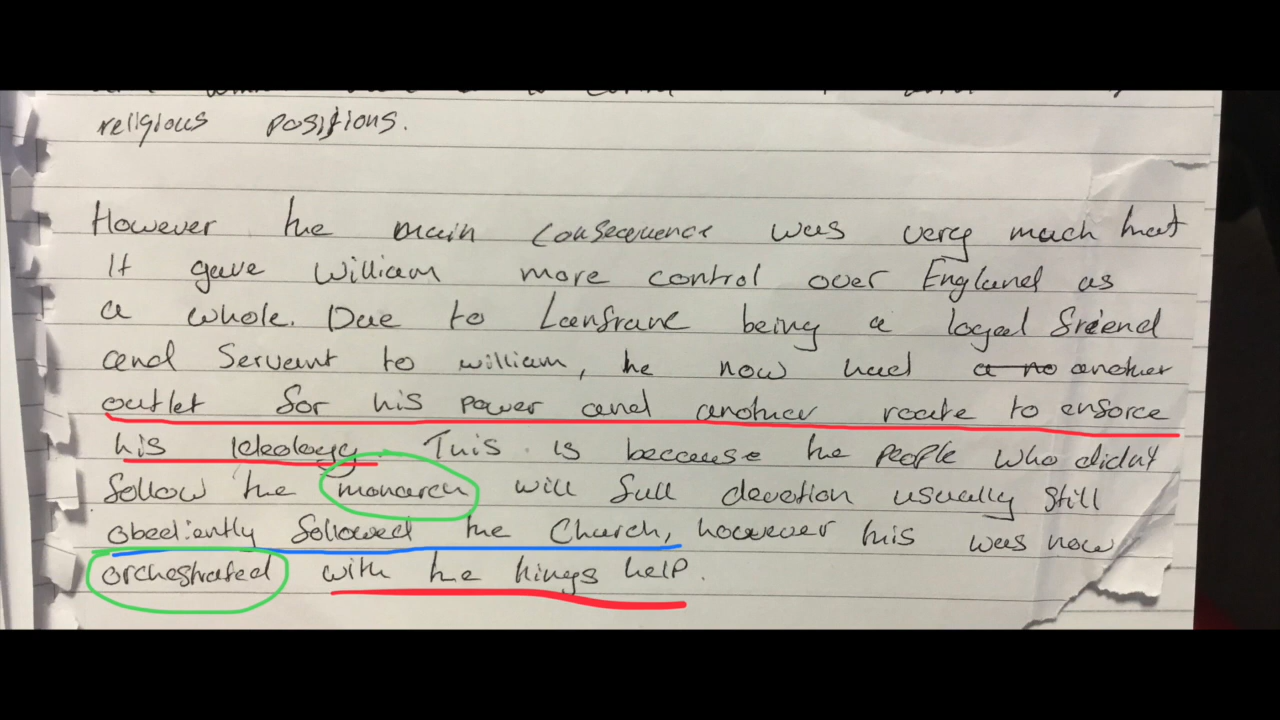 religious positions.
However the main consequence was very much that
it gave William more control over England as
a whole. Due to Lanfranc being a loyal friend
and servant to william, he now had a no another
outlet for his power and another route to enforce
his ideology. This is because the people who didn't
follow the monarch will full devotion usually still
obediantly followed the Church, however this was now
orchestrated with the kings help.